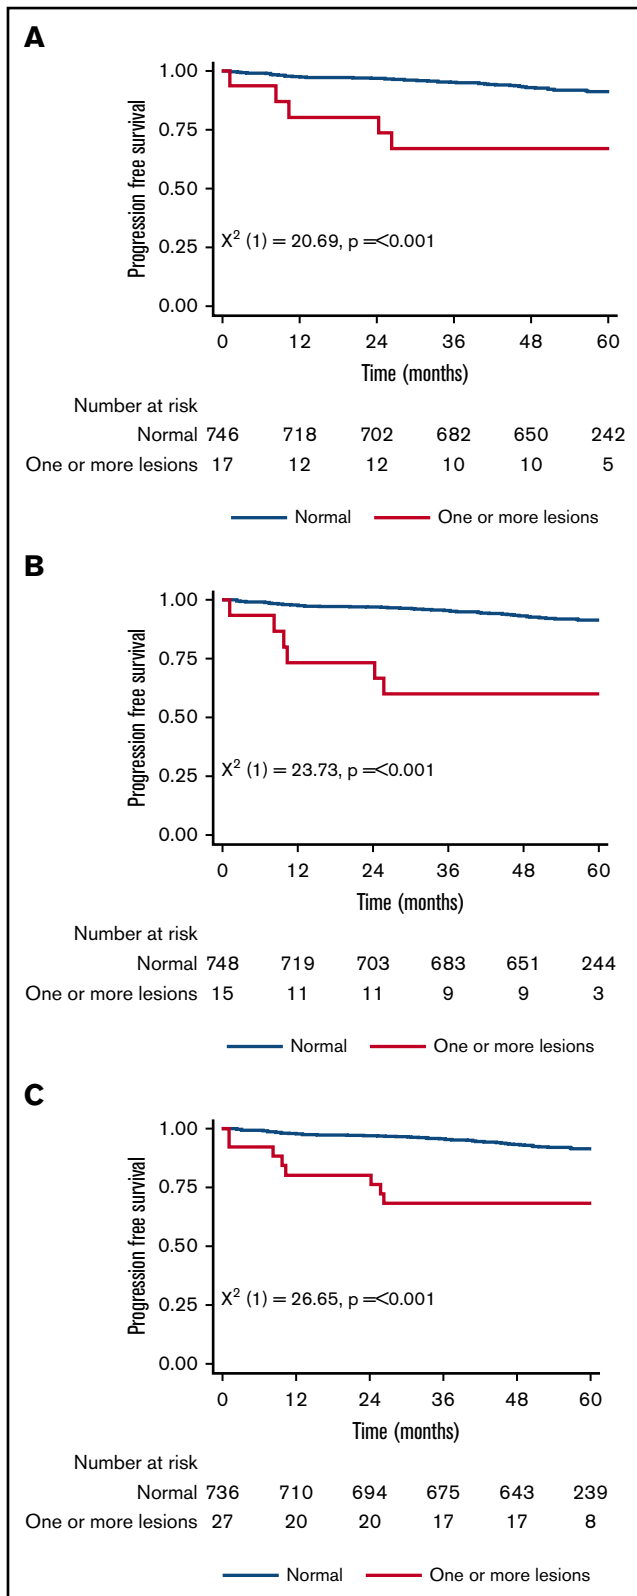 A
1.00
0.75
0.50
0.25
0.00
Progression free survival
X² (1) = 20.69, p =<0.001
0 12 24 36 48 60
Time (months)
Number at risk
Normal 746 718 702 682 650 242
One or more lesions 17 12 12 10 10 5
Normal One or more lesions
B
1.00
0.75
0.50
0.25
0.00
Progression free survival
X² (1) = 23.73, p =<0.001
0 12 24 36 48 60
Time (months)
Number at risk
Normal 748 719 703 683 651 244
One or more lesions 15 11 11 9 9 3
Normal One or more lesions
C
1.00
0.75
0.50
0.25
0.00
Progression free survival
X² (1) = 26.65, p =<0.001
0 12 24 36 48 60
Time (months)
Number at risk
Normal 736 710 694 675 643 239
One or more lesions 27 20 20 17 17 8
Normal One or more lesions